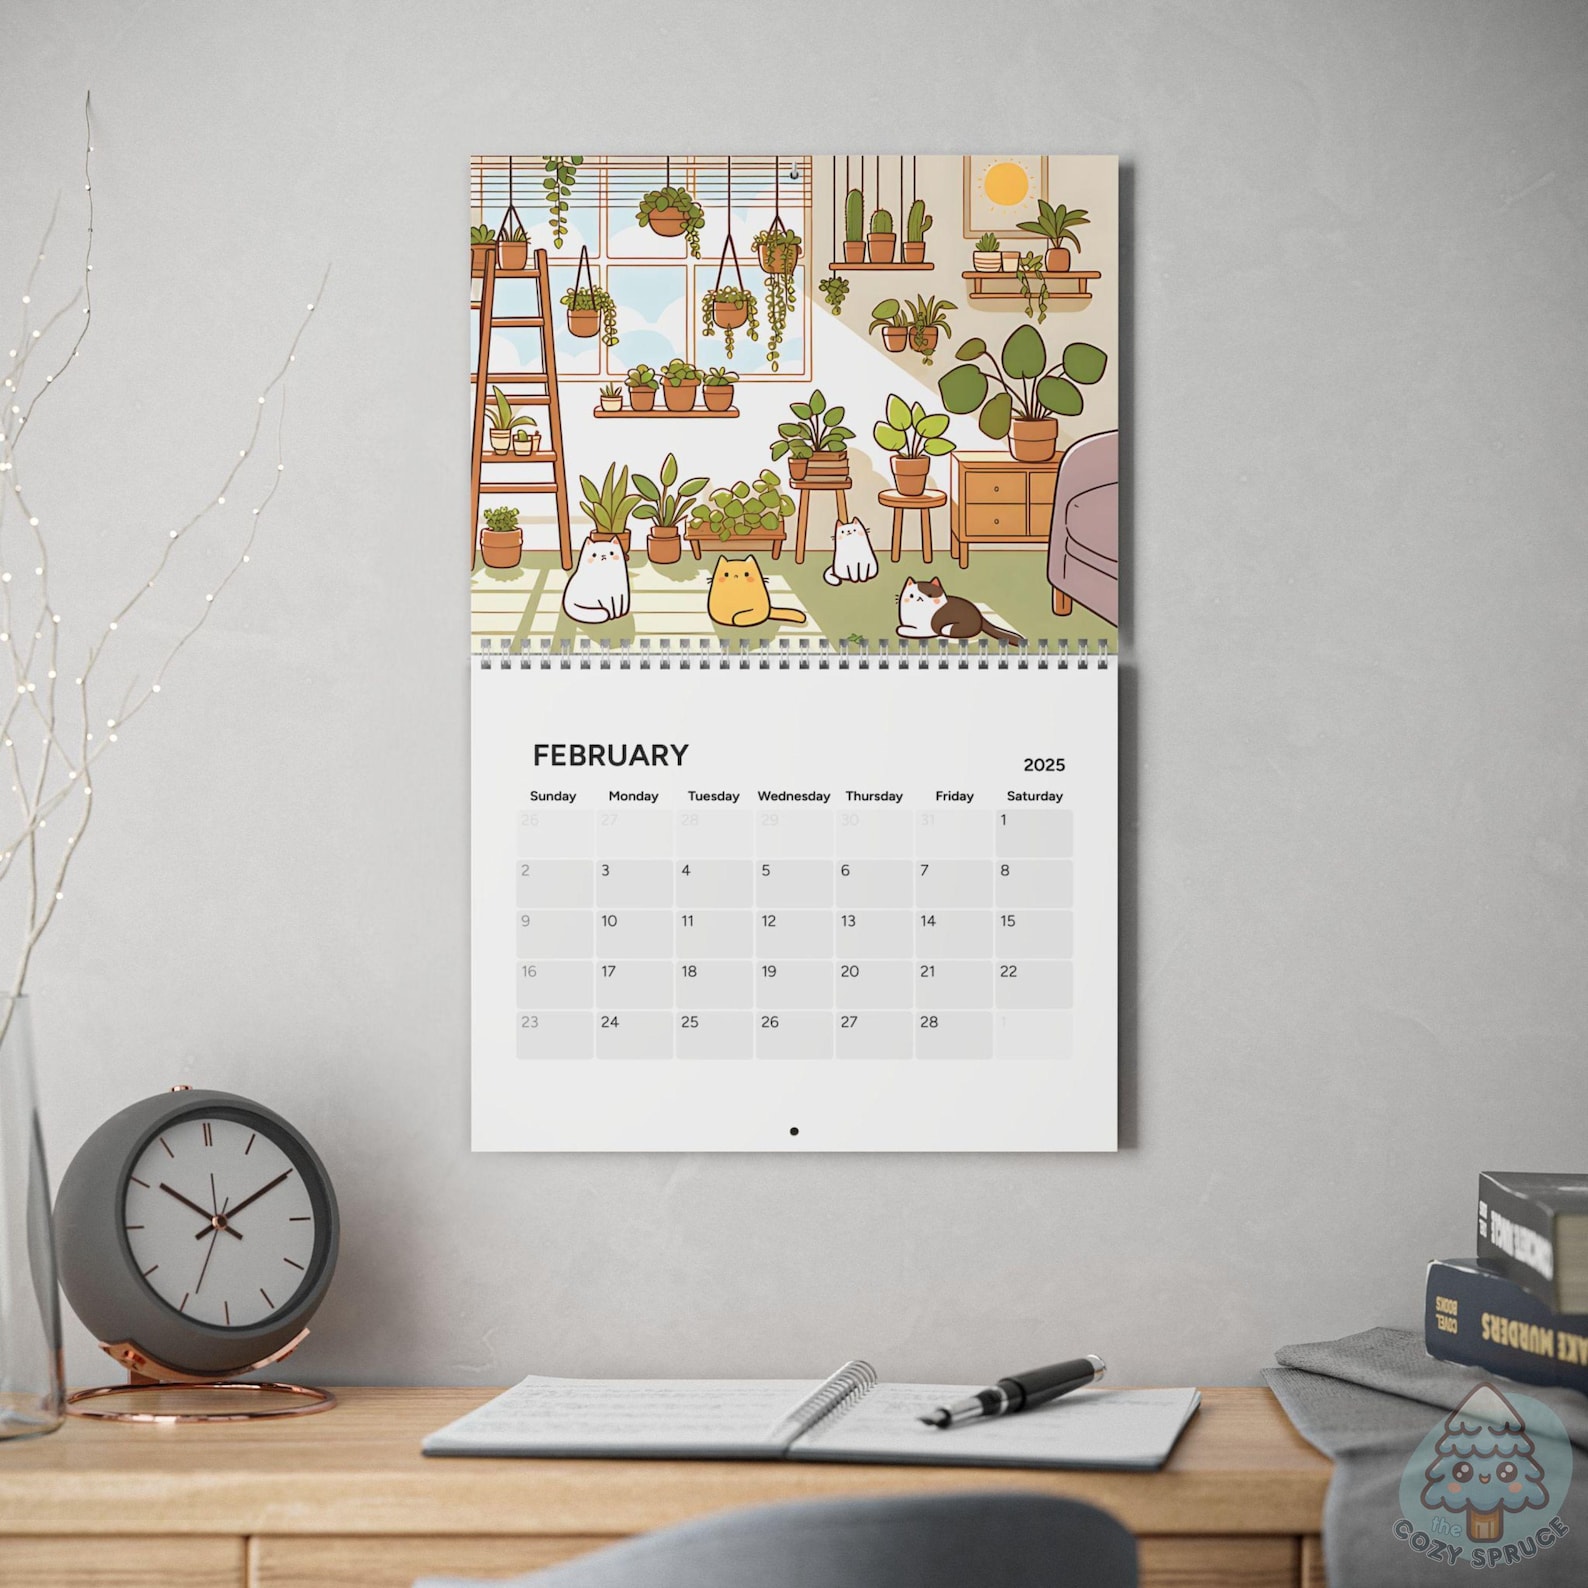 FEBRUARY
2025
Sunday Monday Tuesday Wednesday Thursday Friday Saturday
26 27 28 29 30 31 1
2 3 4 5 6 7 8
9 10 11 12 13 14 15
16 17 18 19 20 21 22
23 24 25 26 27 28 1
COVEL
BOOKS
AKE MURDERS
the
COZY SPRUCE